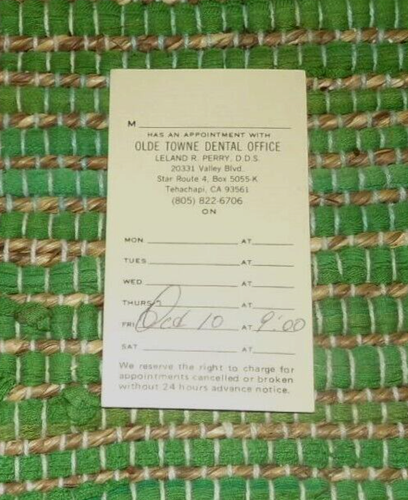 M
HAS AN APPOINTMENT WITH
OLDE TOWNE DENTAL OFFICE
LELAND R. PERRY, D.D.S.
20331 Valley Blvd.
Star Route 4, Box 5055-K
Tehachapi, CA 93561
(805) 822-6706
ON
MON. AT
TUES. AT
WED. AT
THURS. AT
FRI. 10 AT 9:00
SAT. AT
We reserve the right to charge for
appointments cancelled or broken
without 24 hours advance notice.